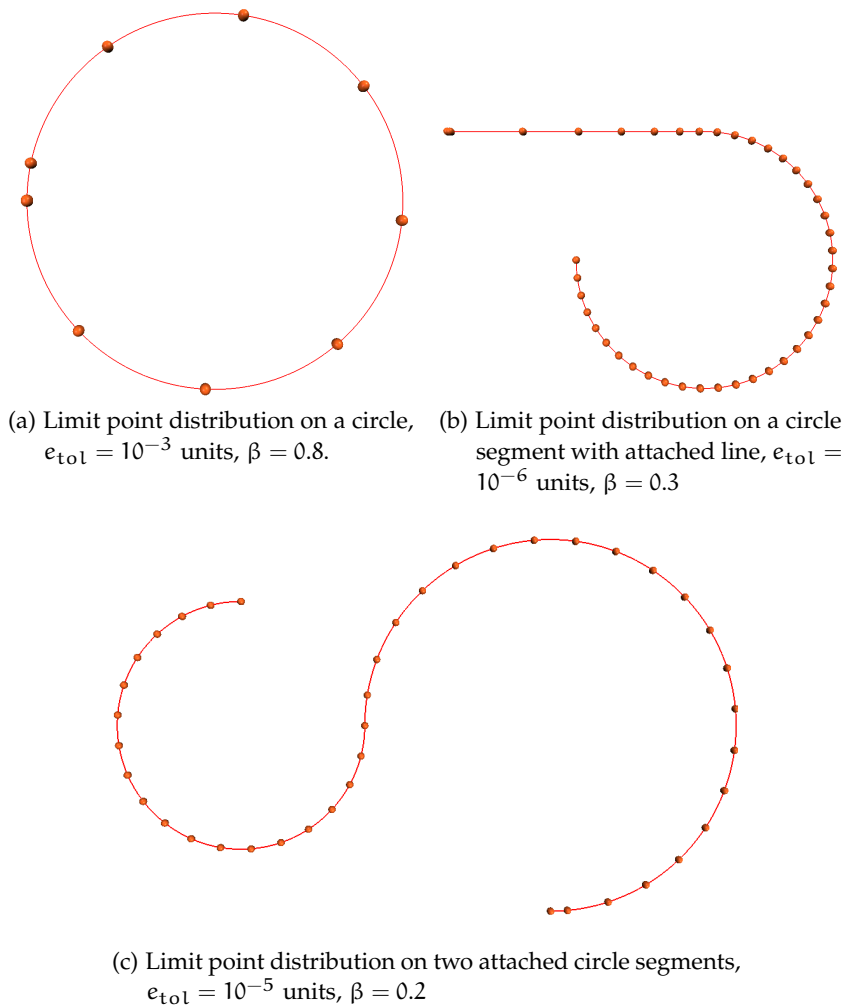 (a) Limit point distribution on a circle,
e_tol = 10^−3 units, β = 0.8.
(b) Limit point distribution on a circle
segment with attached line, e_tol =
10^−6 units, β = 0.3
(c) Limit point distribution on two attached circle segments,
e_tol = 10^−5 units, β = 0.2